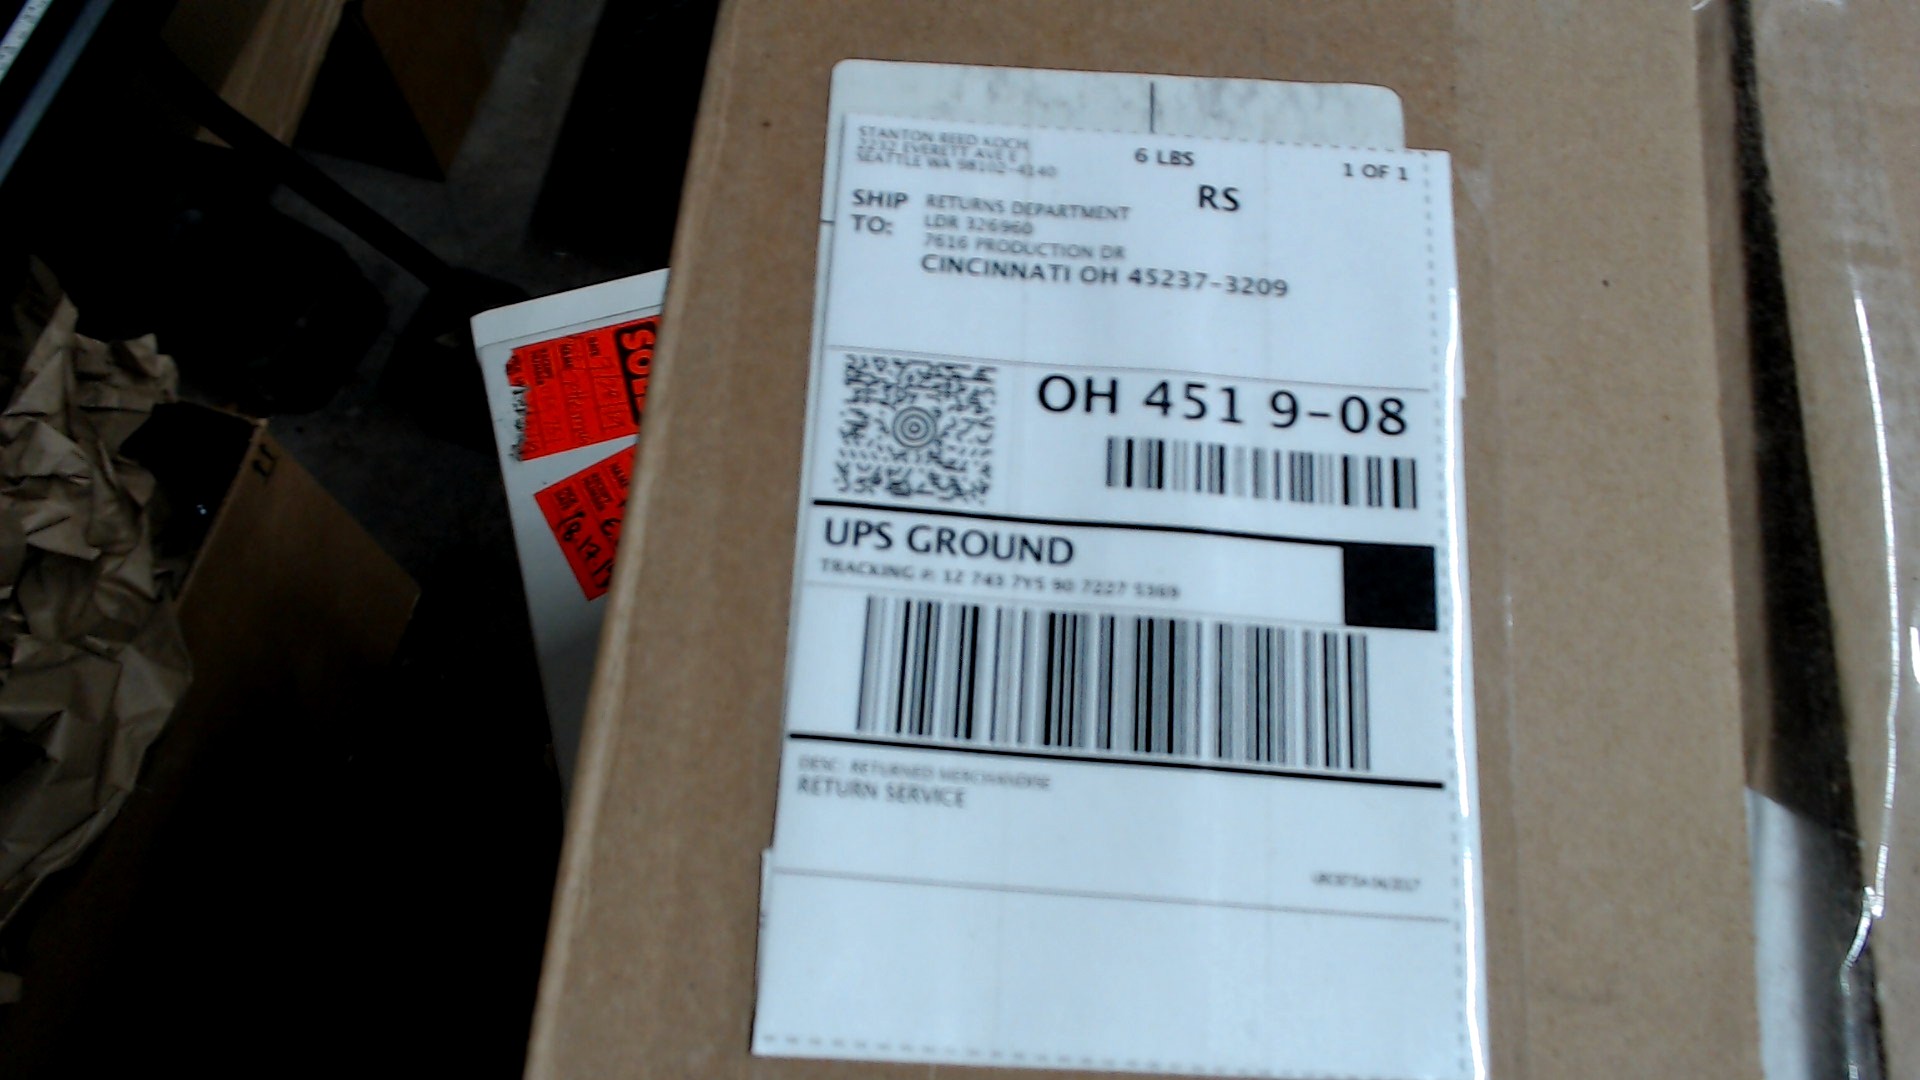 STANTON REED KOCH
2232 EVERETT AVE E
SEATTLE WA 98102-4140
6 LBS
1 OF 1
RS
SHIP TO:
RETURNS DEPARTMENT
LDR 326960
7616 PRODUCTION DR
CINCINNATI OH 45237-3209
OH 451 9-08
UPS GROUND
TRACKING #: 1Z 743 7Y5 90 7227 5369
DESC: RETURNED MERCHANDISE
RETURN SERVICE